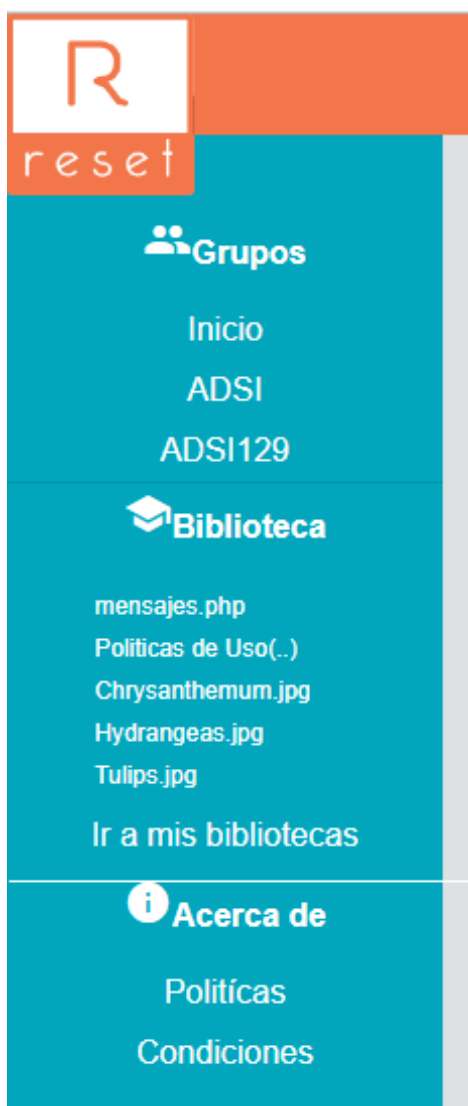 R
reset
Grupos
Inicio
ADSI
ADSI129
Biblioteca
mensajes.php
Politicas de Uso(..)
Chrysanthemum.jpg
Hydrangeas.jpg
Tulips.jpg
Ir a mis bibliotecas
i
Acerca de
Politícas
Condiciones